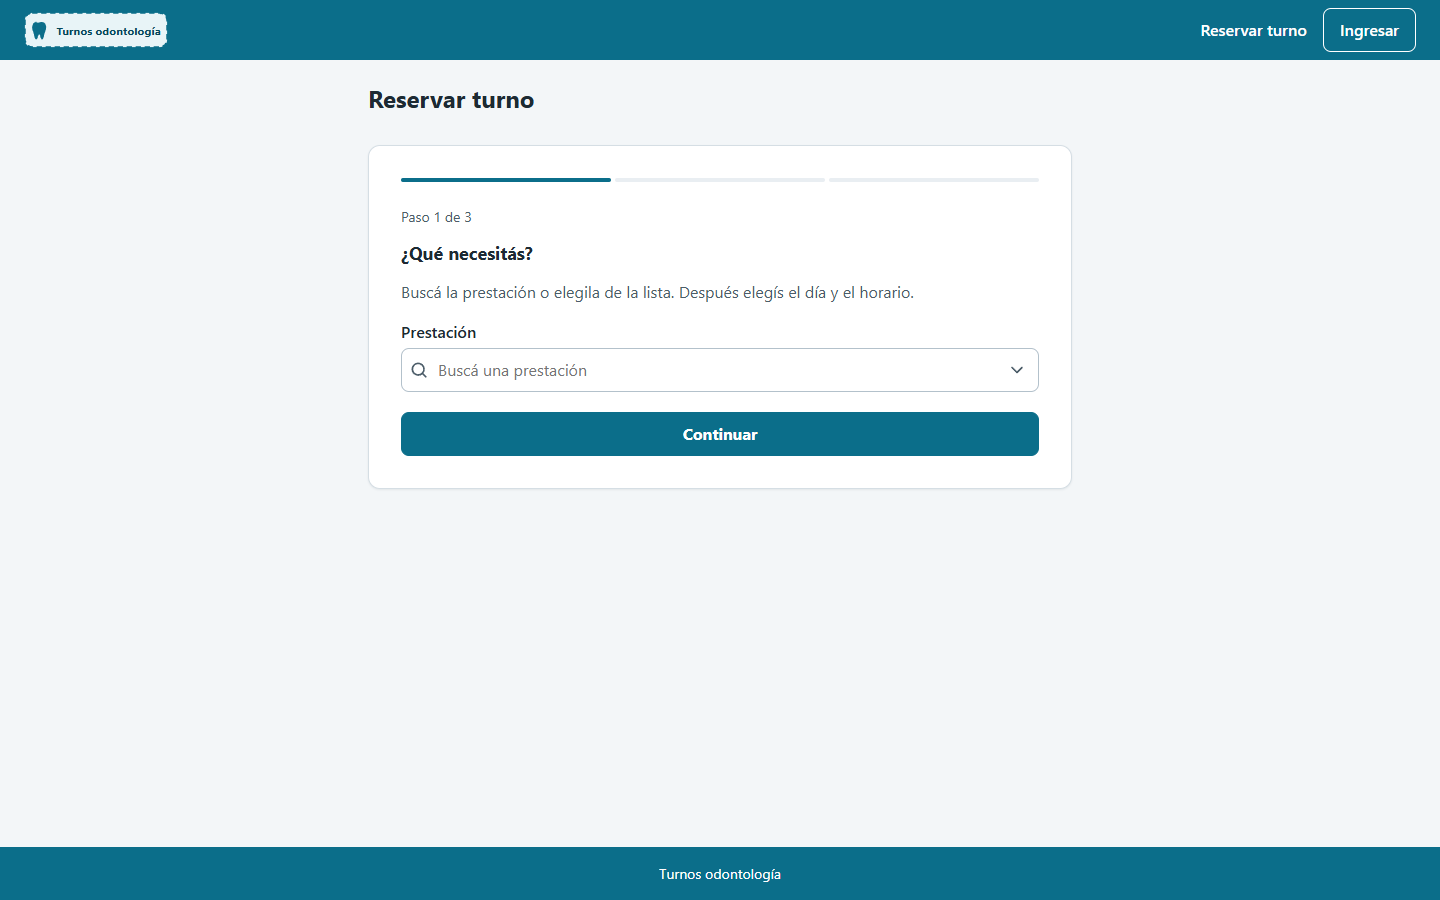 Turnos odontología
Reservar turno
Ingresar
Reservar turno
Paso 1 de 3
¿Qué necesitás?
Buscá la prestación o elegila de la lista. Después elegís el día y el horario.
Prestación
Buscá una prestación
Continuar
Turnos odontología